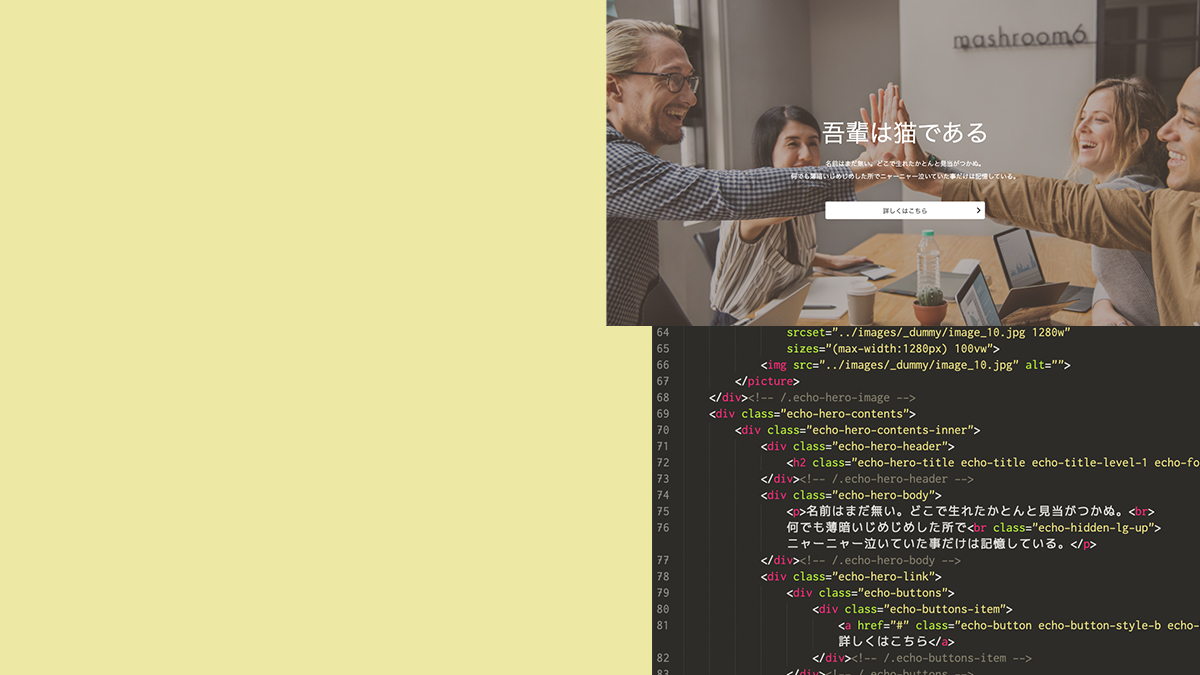 mashroom6
吾輩は猫である
名前はまだ無い。どこで生れたかとんと見当がつかぬ。
何でも薄暗いじめじめした所でニャーニャー泣いていた事だけは記憶している。
詳しくはこちら
64 srcset="../images/_dummy/image_10.jpg 1280w"
65 sizes="(max-width:1280px) 100vw">
66 <img src="../images/_dummy/image_10.jpg" alt="">
67 </picture>
68 </div><!-- /.echo-hero-image -->
69 <div class="echo-hero-contents">
70 <div class="echo-hero-contents-inner">
71 <div class="echo-hero-header">
72 <h2 class="echo-hero-title echo-title echo-title-level-1 echo-fo
73 </div><!-- /.echo-hero-header -->
74 <div class="echo-hero-body">
75 <p>名前はまだ無い。どこで生れたかとんと見当がつかぬ。<br>
76 何でも薄暗いじめじめした所で<br class="echo-hidden-lg-up">
ニャーニャー泣いていた事だけは記憶している。</p>
77 </div><!-- /.echo-hero-body -->
78 <div class="echo-hero-link">
79 <div class="echo-buttons">
80 <div class="echo-buttons-item">
81 <a href="#" class="echo-button echo-button-style-b echo-
詳しくはこちら</a>
82 </div><!-- /.echo-buttons-item -->
83 </div><!-- /.echo-buttons -->